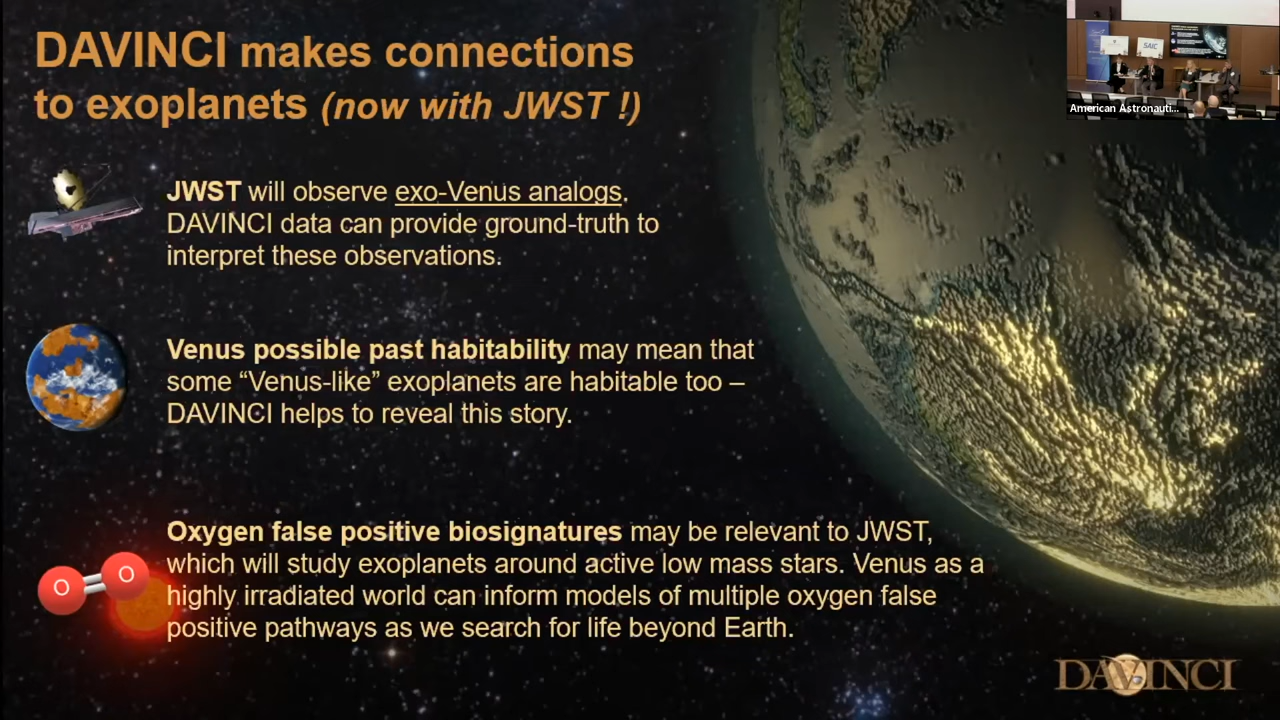 DAVINCI makes connections
to exoplanets (now with JWST !)
SAIC
American Astronauti...
JWST will observe exo-Venus analogs.
DAVINCI data can provide ground-truth to
interpret these observations.
Venus possible past habitability may mean that
some “Venus-like” exoplanets are habitable too –
DAVINCI helps to reveal this story.
Oxygen false positive biosignatures may be relevant to JWST,
which will study exoplanets around active low mass stars. Venus as a
highly irradiated world can inform models of multiple oxygen false
positive pathways as we search for life beyond Earth.
O O
DAVINCI